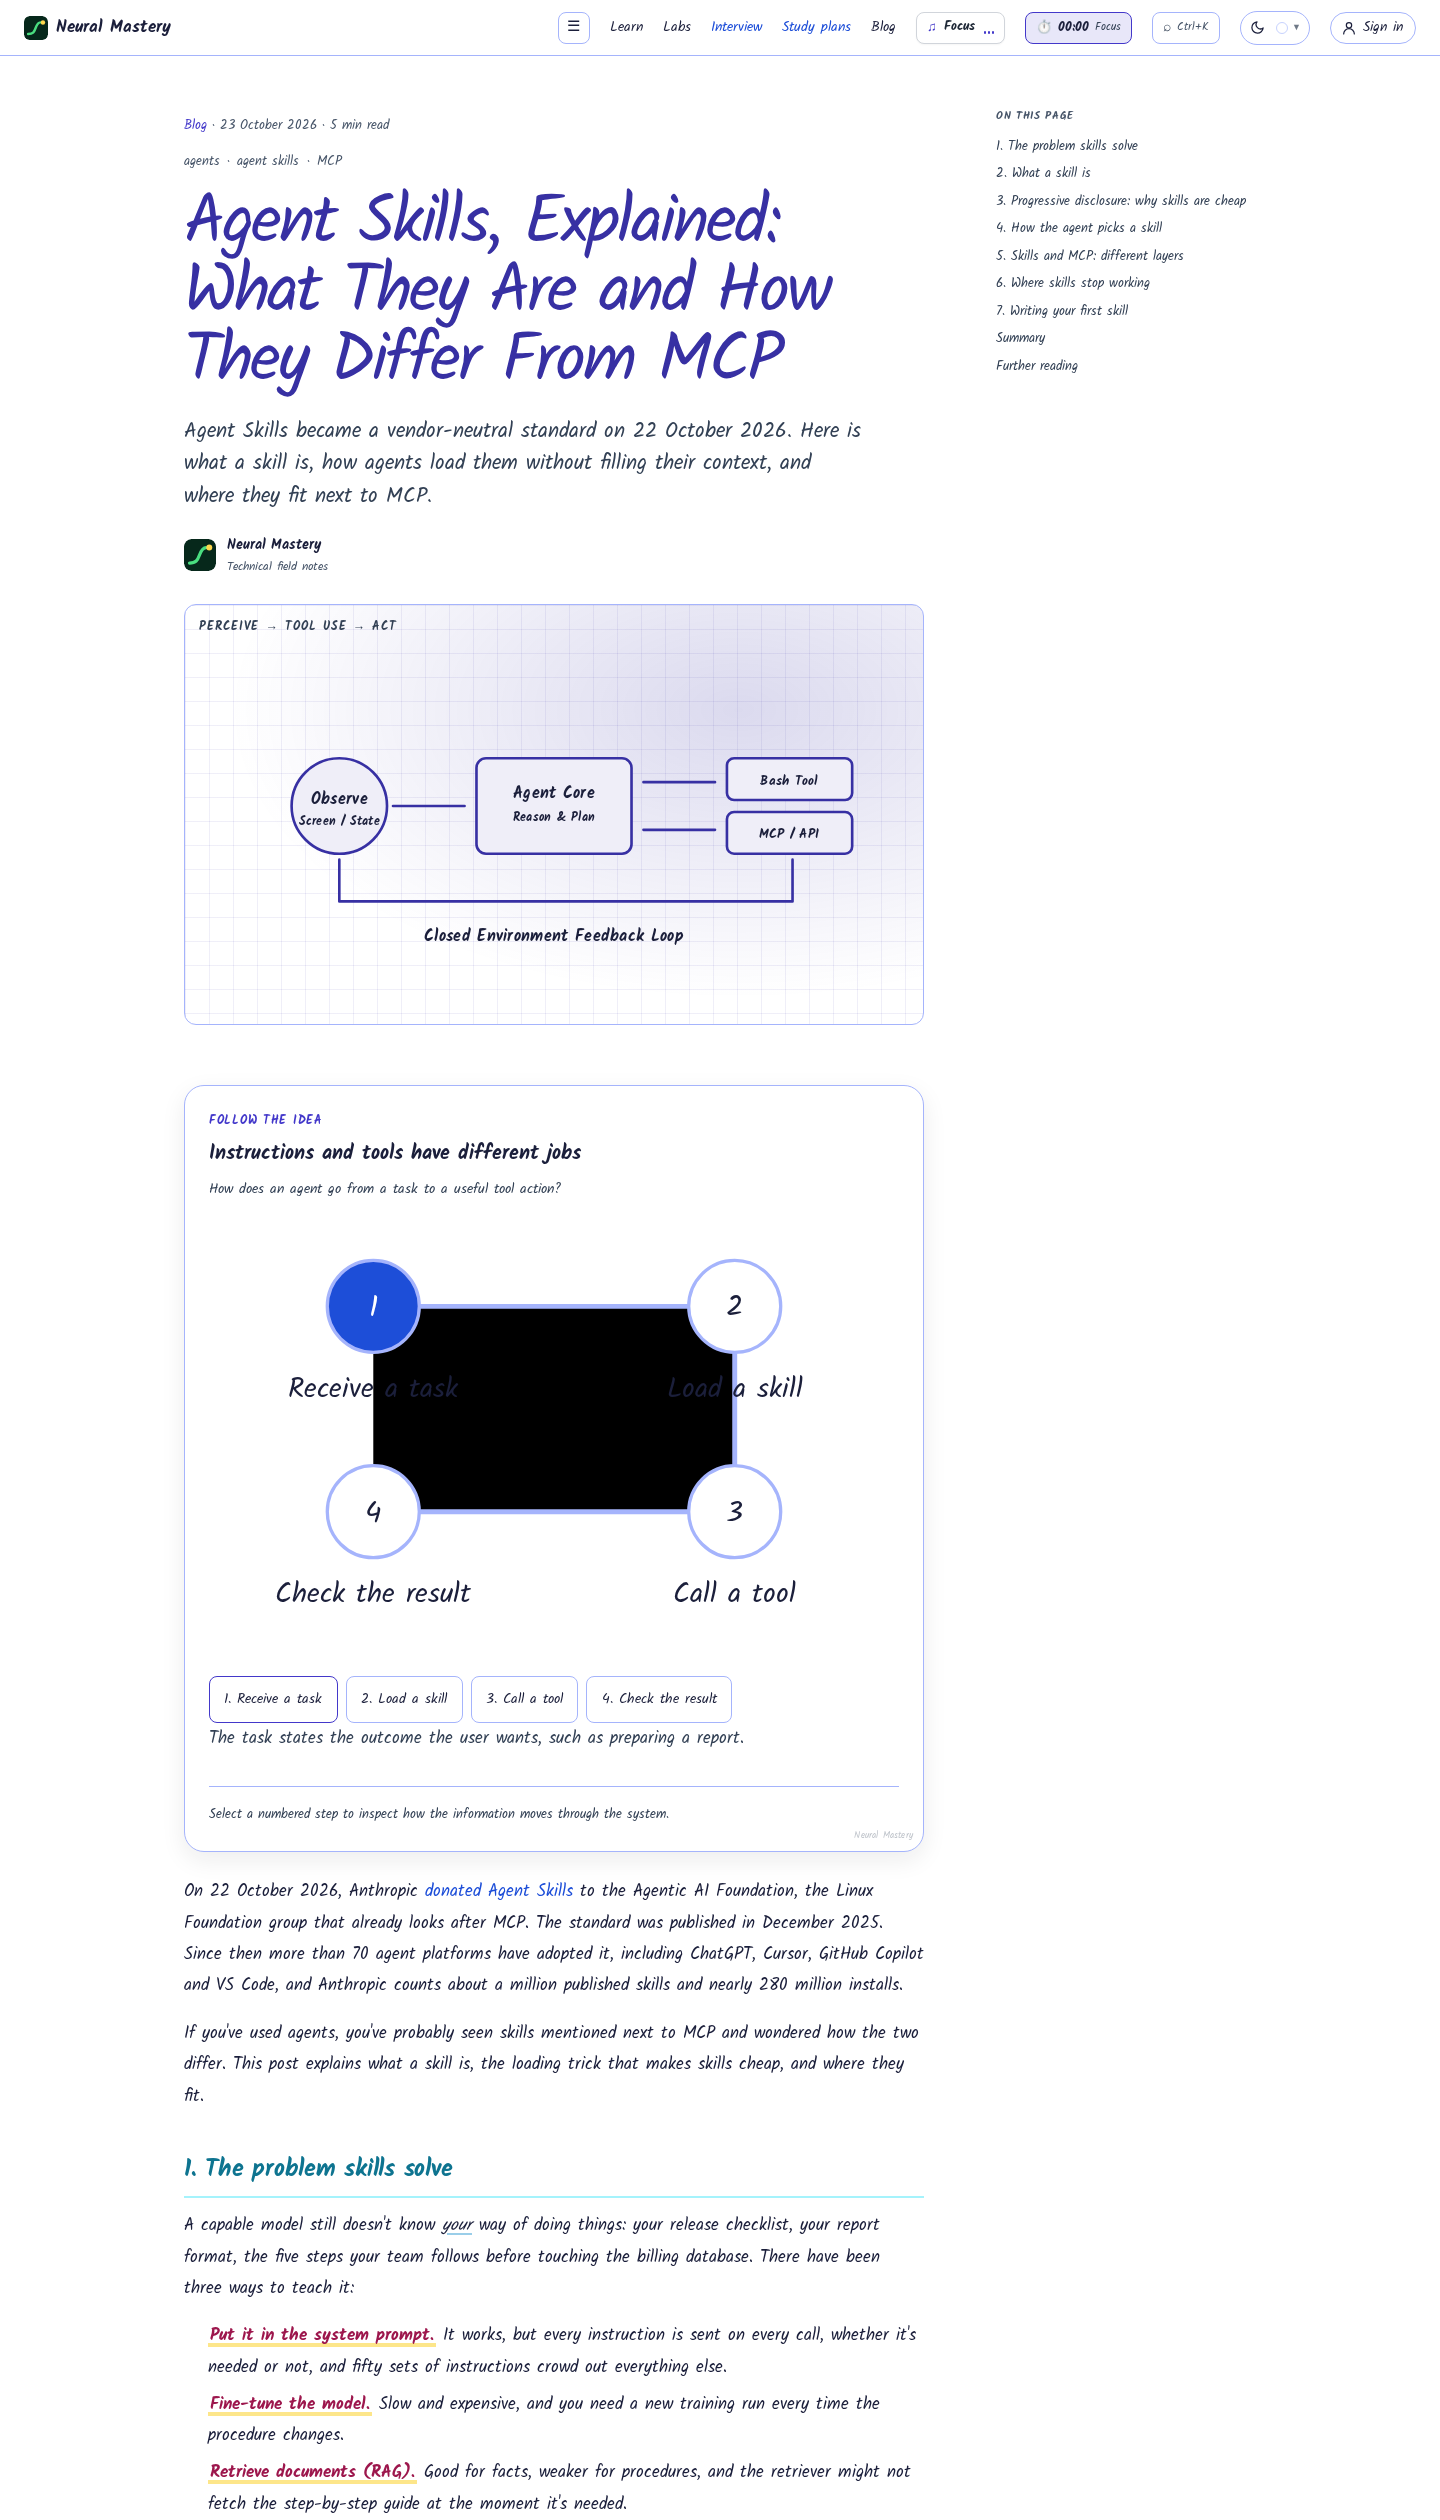 Neural Mastery
☰ Learn Labs Interview Study plans Blog ♫ Focus ... ⏱ 00:00 Focus ⌕ Ctrl+K ▾ Sign in
Blog · 23 October 2026 · 5 min read
agents · agent skills · MCP
Agent Skills, Explained:
What They Are and How
They Differ From MCP
Agent Skills became a vendor-neutral standard on 22 October 2026. Here is
what a skill is, how agents load them without filling their context, and
where they fit next to MCP.
Neural Mastery
Technical field notes
ON THIS PAGE
1. The problem skills solve
2. What a skill is
3. Progressive disclosure: why skills are cheap
4. How the agent picks a skill
5. Skills and MCP: different layers
6. Where skills stop working
7. Writing your first skill
Summary
Further reading
PERCEIVE → TOOL USE → ACT
Observe
Screen / State
Agent Core
Reason & Plan
Bash Tool
MCP / API
Closed Environment Feedback Loop
FOLLOW THE IDEA
Instructions and tools have different jobs
How does an agent go from a task to a useful tool action?
1
2
Receive a task
Load a skill
4
3
Check the result
Call a tool
1. Receive a task 2. Load a skill 3. Call a tool 4. Check the result
The task states the outcome the user wants, such as preparing a report.
Select a numbered step to inspect how the information moves through the system.
Neural Mastery
On 22 October 2026, Anthropic donated Agent Skills to the Agentic AI Foundation, the Linux
Foundation group that already looks after MCP. The standard was published in December 2025.
Since then more than 70 agent platforms have adopted it, including ChatGPT, Cursor, GitHub Copilot
and VS Code, and Anthropic counts about a million published skills and nearly 280 million installs.
If you've used agents, you've probably seen skills mentioned next to MCP and wondered how the two
differ. This post explains what a skill is, the loading trick that makes skills cheap, and where they
fit.
1. The problem skills solve
A capable model still doesn't know your way of doing things: your release checklist, your report
format, the five steps your team follows before touching the billing database. There have been
three ways to teach it:
Put it in the system prompt. It works, but every instruction is sent on every call, whether it's
needed or not, and fifty sets of instructions crowd out everything else.
Fine-tune the model. Slow and expensive, and you need a new training run every time the
procedure changes.
Retrieve documents (RAG). Good for facts, weaker for procedures, and the retriever might not
fetch the step-by-step guide at the moment it's needed.